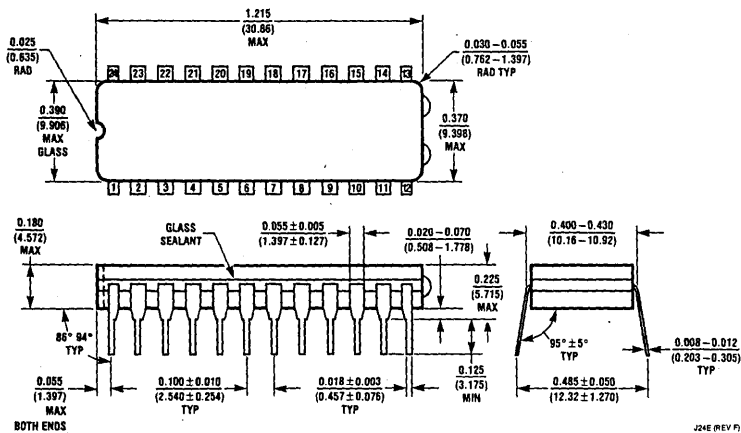 1.215
(30.86)
MAX
0.025
(0.635)
RAD
0.030–0.055
(0.762–1.397)
RAD TYP
24 23 22 21 20 19 18 17 16 15 14 13
0.390
(9.906)
MAX
GLASS
0.370
(9.398)
MAX
1 2 3 4 5 6 7 8 9 10 11 12
0.180
(4.572)
MAX
GLASS
SEALANT
0.055 ± 0.005
(1.397 ± 0.127)
0.020–0.070
(0.508–1.778)
0.400–0.430
(10.16–10.92)
0.225
(5.715)
MAX
86° 94°
TYP
95° ± 5°
TYP
0.008–0.012
(0.203–0.305)
TYP
0.055
(1.397)
MAX
BOTH ENDS
0.100 ± 0.010
(2.540 ± 0.254)
TYP
0.018 ± 0.003
(0.457 ± 0.076)
TYP
0.125
(3.175)
MIN
0.485 ± 0.050
(12.32 ± 1.270)
J24E (REV F)